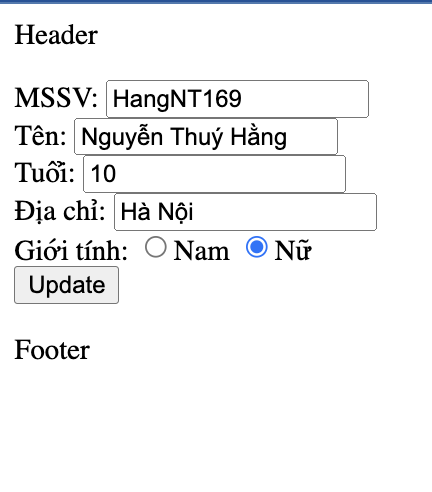 Header
MSSV: HangNT169
Tên: Nguyễn Thuý Hằng
Tuổi: 10
Địa chỉ: Hà Nội
Giới tính: Nam Nữ
Update
Footer